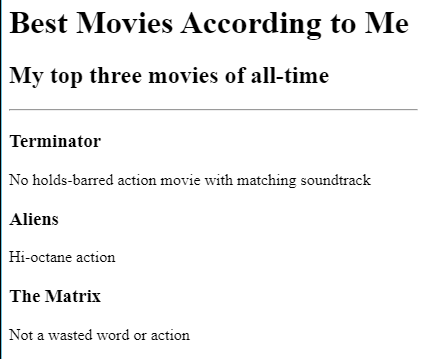 Best Movies According to Me
My top three movies of all-time
Terminator
No holds-barred action movie with matching soundtrack
Aliens
Hi-octane action
The Matrix
Not a wasted word or action